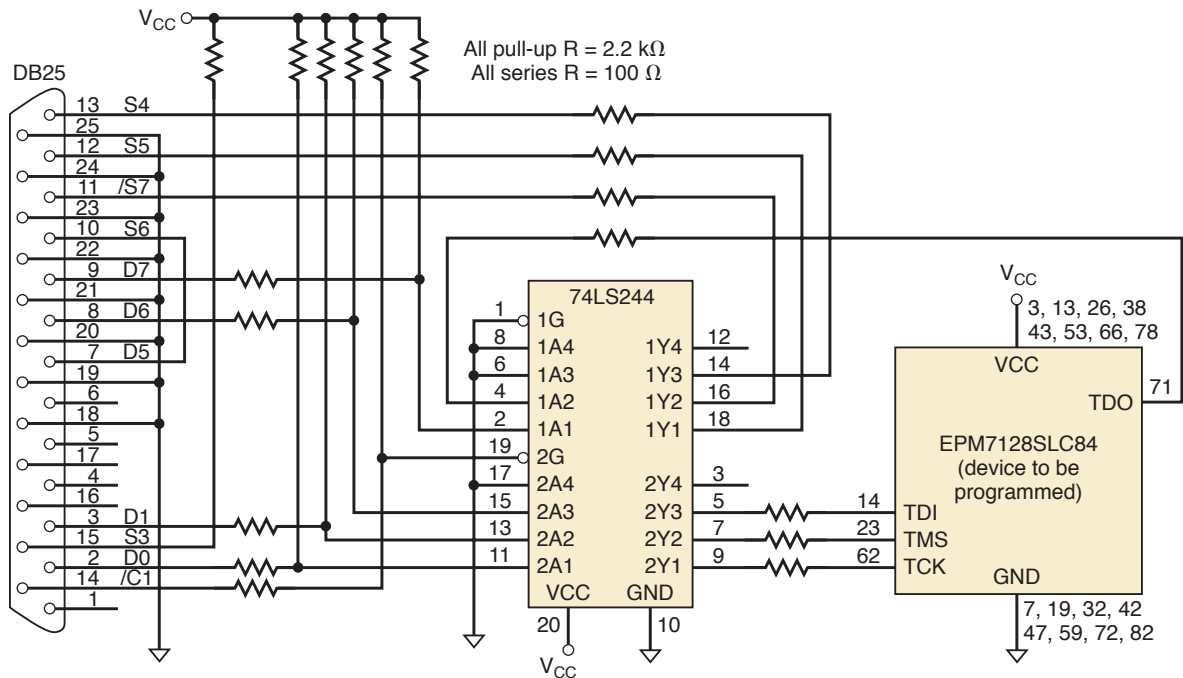 V_CC
All pull-up R = 2.2 kΩ
All series R = 100 Ω
DB25
13 S4
25
12 S5
24
11 /S7
23
10 S6
22
9 D7
21
8 D6
20
7 D5
19
6
18
5
17
4
16
3 D1
15 S3
2 D0
14 /C1
1
74LS244
1 1G
8 1A4
6 1A3
4 1A2
2 1A1
19 2G
17 2A4
15 2A3
13 2A2
11 2A1
1Y4 12
1Y3 14
1Y2 16
1Y1 18
2Y4 3
2Y3 5
2Y2 7
2Y1 9
VCC GND
20 10
V_CC
V_CC
3, 13, 26, 38
43, 53, 66, 78
VCC
TDO 71
EPM7128SLC84
(device to be
programmed)
14 TDI
23 TMS
62 TCK
GND
7, 19, 32, 42
47, 59, 72, 82